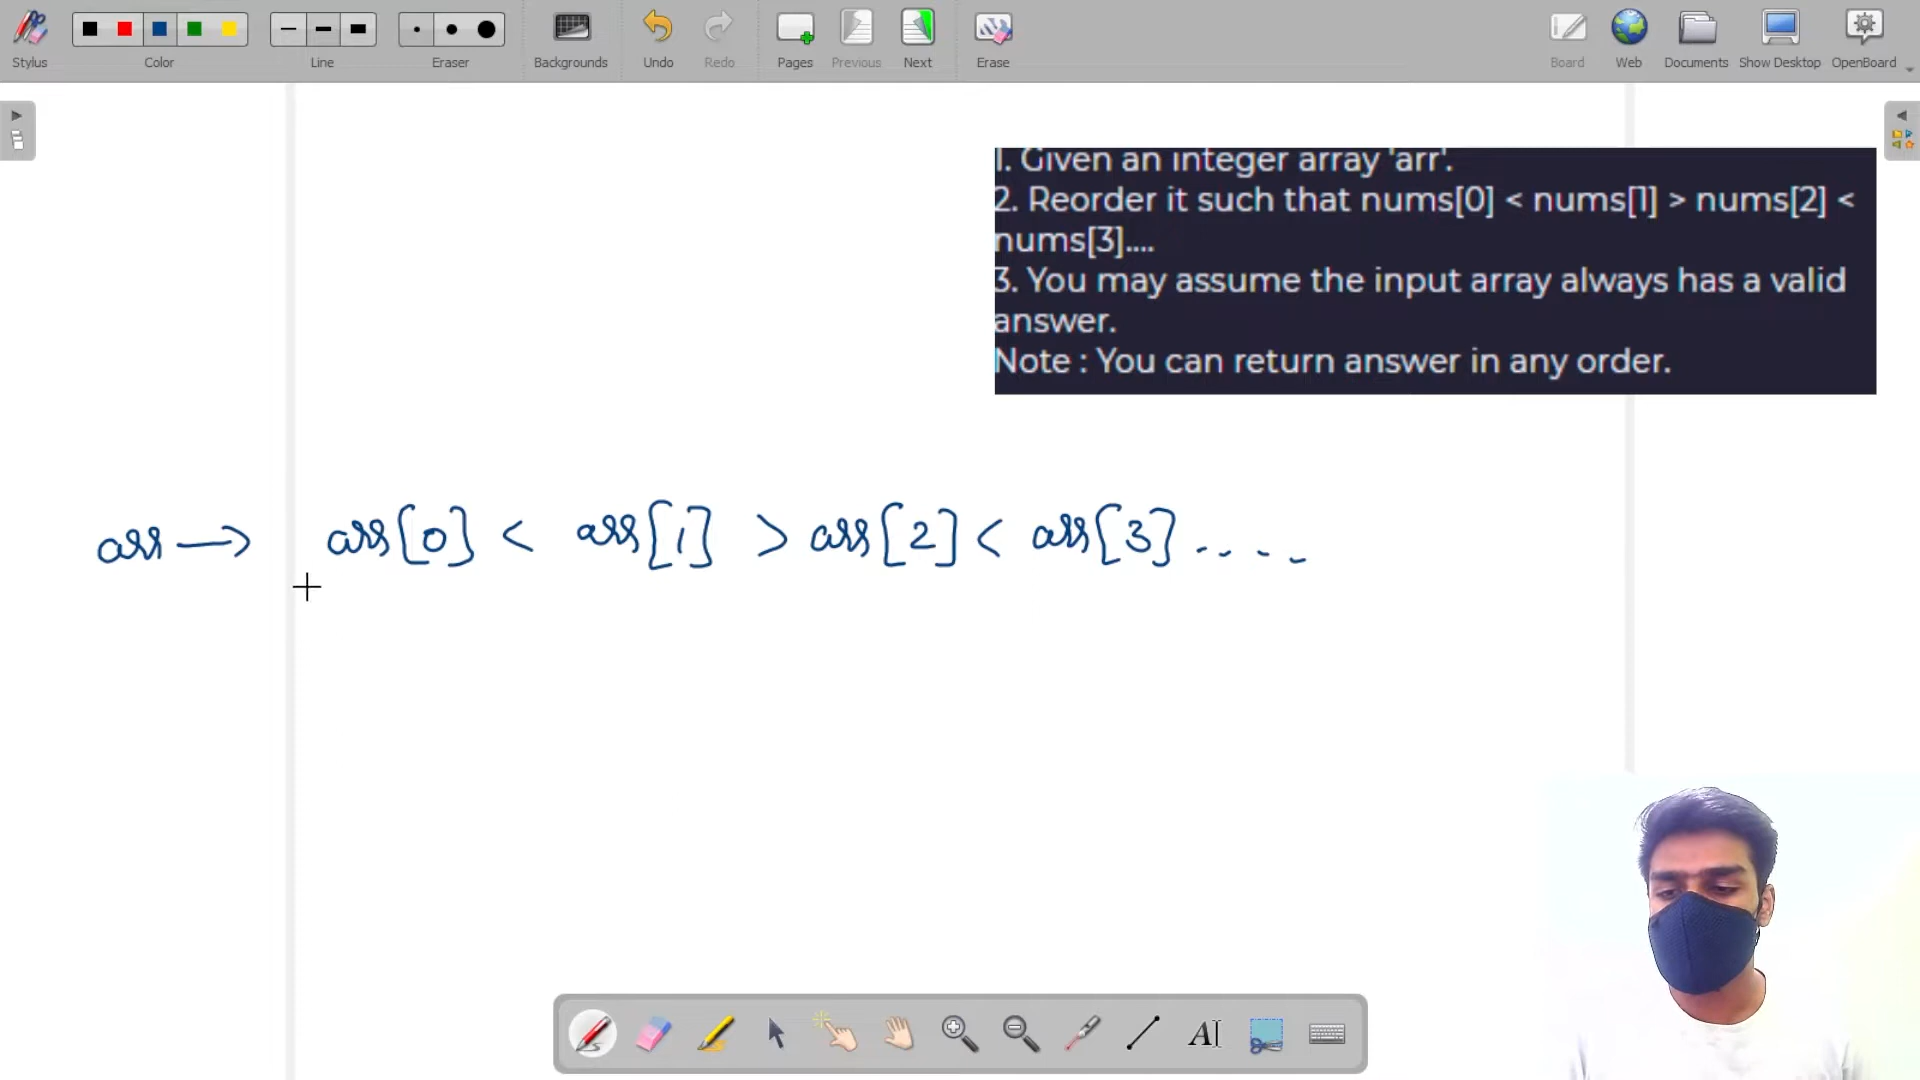 Stylus
Color
Line
Eraser
Backgrounds
Undo
Redo
Pages
Previous
Next
Erase
Board
Web
Documents
Show Desktop
OpenBoard
1. Given an integer array 'arr'.
2. Reorder it such that nums[0] < nums[1] > nums[2] <
nums[3]....
3. You may assume the input array always has a valid
answer.
Note : You can return answer in any order.
arr → arr[0] < arr[1] > arr[2] < arr[3] ....
AI